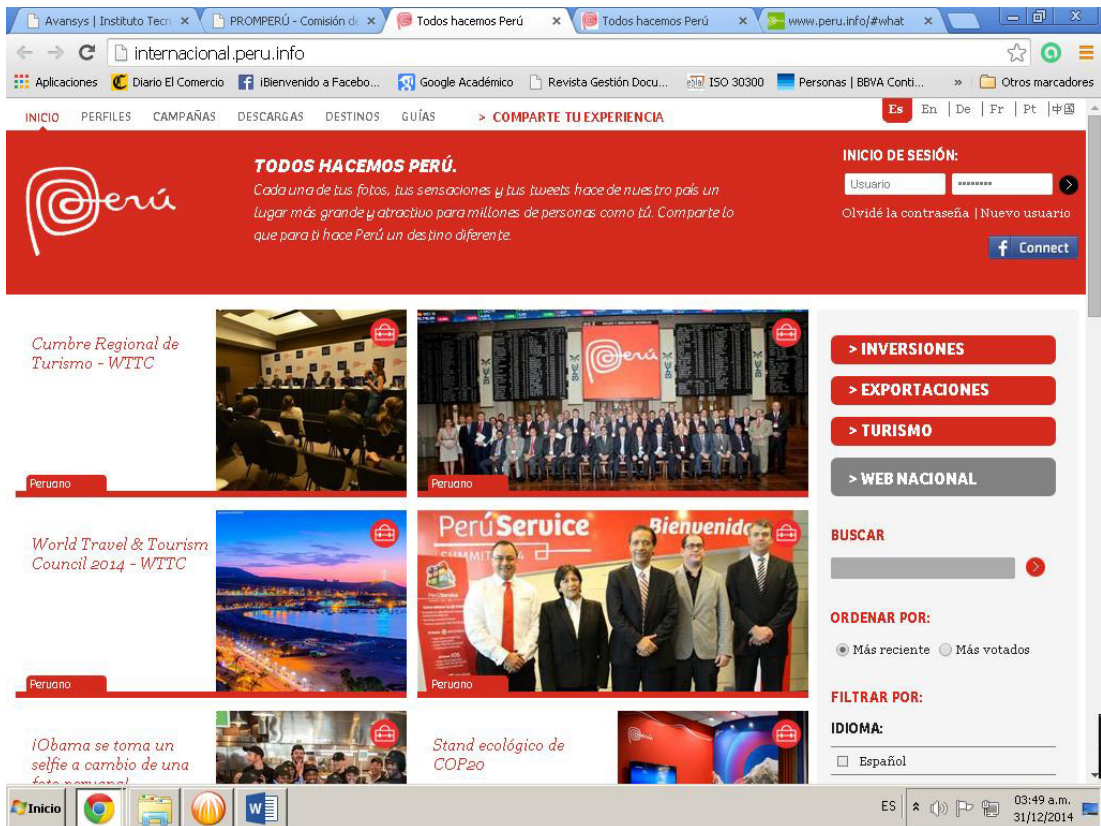 Avansys | Instituto Tecn
PROMPERÚ - Comisión de
Todos hacemos Perú
Todos hacemos Perú
www.peru.info/#what
internacional.peru.info
Aplicaciones
Diario El Comercio
iBienvenido a Facebo...
Google Académico
Revista Gestión Docu...
ISO 30300
Personas | BBVA Conti...
»
Otros marcadores
INICIO PERFILES CAMPAÑAS DESCARGAS DESTINOS GUÍAS > COMPARTE TU EXPERIENCIA
Es En | De | Fr | Pt | 中国
Perú
TODOS HACEMOS PERÚ.
Cada una de tus fotos, tus sensaciones y tus tweets hace de nuestro país un
lugar más grande y atractivo para millones de personas como tú. Comparte lo
que para ti hace Perú un destino diferente.
INICIO DE SESIÓN:
Usuario
Olvidé la contraseña | Nuevo usuario
f Connect
Cumbre Regional de
Turismo - WTTC
Peruano
Perú
Peruano
World Travel & Tourism
Council 2014 - WTTC
Peruano
PerúService
Bienvenido
Peruano
iObama se toma un
selfie a cambio de una
foto peruana!
Stand ecológico de
COP20
Perú
> INVERSIONES
> EXPORTACIONES
> TURISMO
> WEB NACIONAL
BUSCAR
ORDENAR POR:
Más reciente Más votados
FILTRAR POR:
IDIOMA:
Español
Inicio
ES
03:49 a.m.
31/12/2014